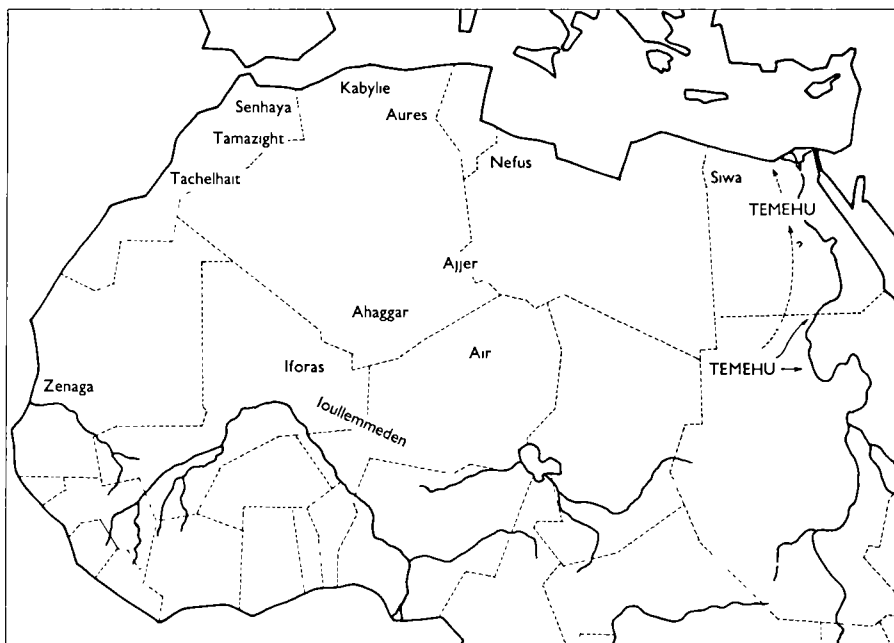 Kabylie
Senhaya
Aures
Tamazight
Nefus
Tachelhait
Siwa
TEMEHU
?
Ajjer
Ahaggar
Air
Iforas
TEMEHU
Zenaga
Ioullemmeden